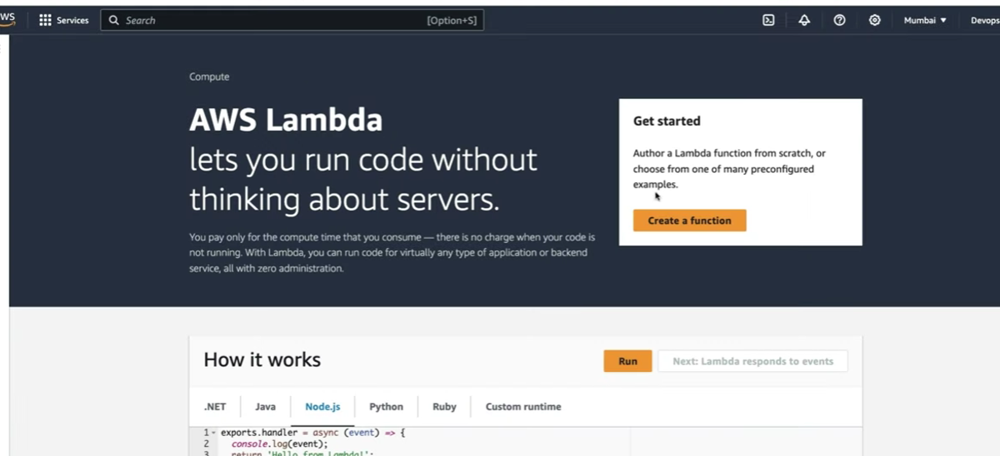 WS Services Search [Option+S] Mumbai Devops
Compute
AWS Lambda
lets you run code without
thinking about servers.
You pay only for the compute time that you consume — there is no charge when your code is
not running. With Lambda, you can run code for virtually any type of application or backend
service, all with zero administration.
Get started
Author a Lambda function from scratch, or
choose from one of many preconfigured
examples.
Create a function
How it works
Run
Next: Lambda responds to events
.NET Java Node.js Python Ruby Custom runtime
1 exports.handler = async (event) => {
2 console.log(event);
3 return 'Hello from Lambda!';